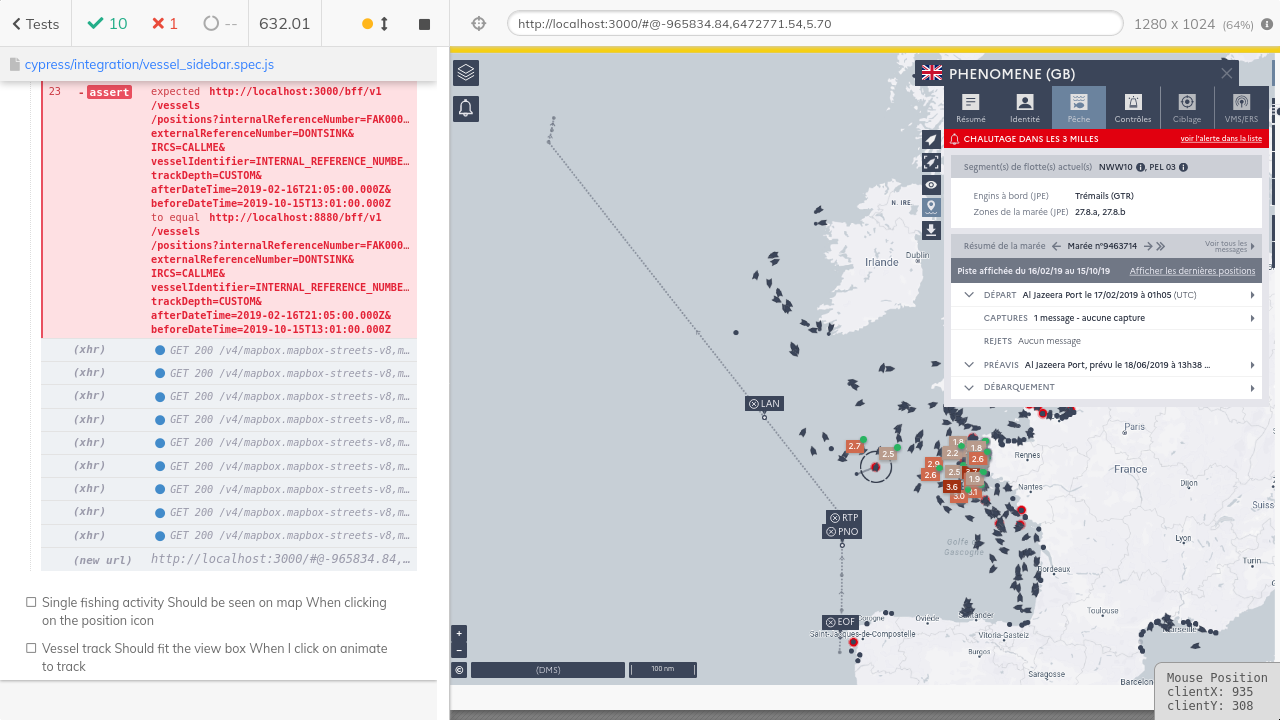 Tests
10
1
--
632.01
http://localhost:3000/#@-965834.84,6472771.54,5.70
1280 x 1024 (64%)
cypress/integration/vessel_sidebar.spec.js
23 - assert expected http://localhost:3000/bff/v1
/vessels
/positions?internalReferenceNumber=FAK000…
externalReferenceNumber=DONTSINK&
IRCS=CALLME&
vesselIdentifier=INTERNAL_REFERENCE_NUMBE…
trackDepth=CUSTOM&
afterDateTime=2019-02-16T21:05:00.000Z&
beforeDateTime=2019-10-15T13:01:00.000Z
to equal http://localhost:8880/bff/v1
/vessels
/positions?internalReferenceNumber=FAK000…
externalReferenceNumber=DONTSINK&
IRCS=CALLME&
vesselIdentifier=INTERNAL_REFERENCE_NUMBE…
trackDepth=CUSTOM&
afterDateTime=2019-02-16T21:05:00.000Z&
beforeDateTime=2019-10-15T13:01:00.000Z
(xhr) GET 200 /v4/mapbox.mapbox-streets-v8,m…
(xhr) GET 200 /v4/mapbox.mapbox-streets-v8,m…
(xhr) GET 200 /v4/mapbox.mapbox-streets-v8,m…
(xhr) GET 200 /v4/mapbox.mapbox-streets-v8,m…
(xhr) GET 200 /v4/mapbox.mapbox-streets-v8,m…
(xhr) GET 200 /v4/mapbox.mapbox-streets-v8,m…
(xhr) GET 200 /v4/mapbox.mapbox-streets-v8,m…
(xhr) GET 200 /v4/mapbox.mapbox-streets-v8,m…
(xhr) GET 200 /v4/mapbox.mapbox-streets-v8,m…
(new url) http://localhost:3000/#@-965834.84,…
Single fishing activity Should be seen on map When clicking
on the position icon
Vessel track Should fit the view box When I click on animate
to track
PHENOMENE (GB)
Résumé
Identité
Pêche
Contrôles
Ciblage
VMS/ERS
CHALUTAGE DANS LES 3 MILLES
voir l'alerte dans la liste
Segment(s) de flotte(s) actuel(s) NWW10 , PEL 03
Engins à bord (JPE) Trémails (GTR)
Zones de la marée (JPE) 27.8.a, 27.8.b
Résumé de la marée
Marée n°9463714
Voir tous les
messages
Piste affichée du 16/02/19 au 15/10/19
Afficher les dernières positions
DÉPART Al Jazeera Port le 17/02/2019 à 01h05 (UTC)
CAPTURES 1 message - aucune capture
REJETS Aucun message
PRÉAVIS Al Jazeera Port, prévu le 18/06/2019 à 13h38 ...
DÉBARQUEMENT
N. IRE.
Dublin
Irlande
LAN
RTP
PNO
EOF
2.7
2.5
1.8
1.8
2.2
2.6
2.9
2.6
2.5
1.9
3.6
3.0
3.1
Paris
Rennes
France
Nantes
Dijon
Suiss
Lyon
Turin
Golfe de
Gascogne
Bordeaux
Toulouse
Marseille
Oviedo
Santander
Saint-Jacques-de-Compostelle
Vitoria-Gasteiz
Burgos
Saragosse
Barcelon
+
−
©
(DMS)
100 nm
Mouse Position
clientX: 935
clientY: 308